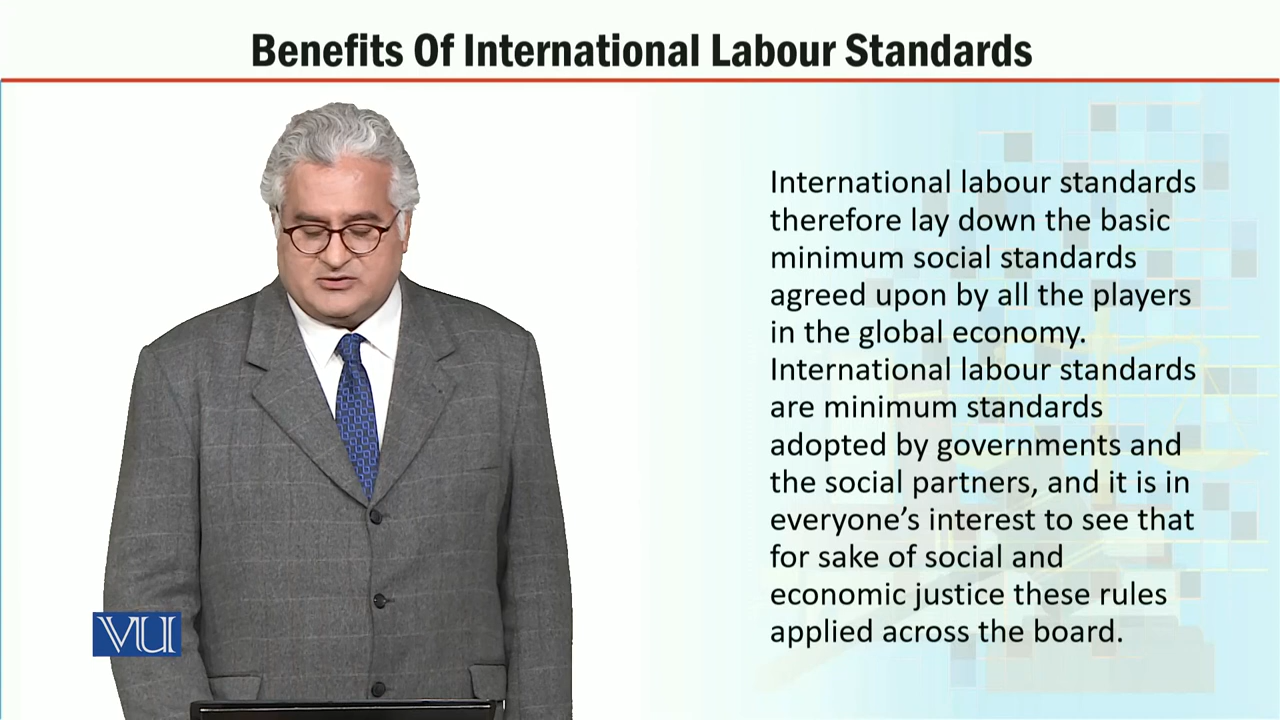 Benefits Of International Labour Standards
International labour standards
therefore lay down the basic
minimum social standards
agreed upon by all the players
in the global economy.
International labour standards
are minimum standards
adopted by governments and
the social partners, and it is in
everyone’s interest to see that
for sake of social and
economic justice these rules
applied across the board.
VU